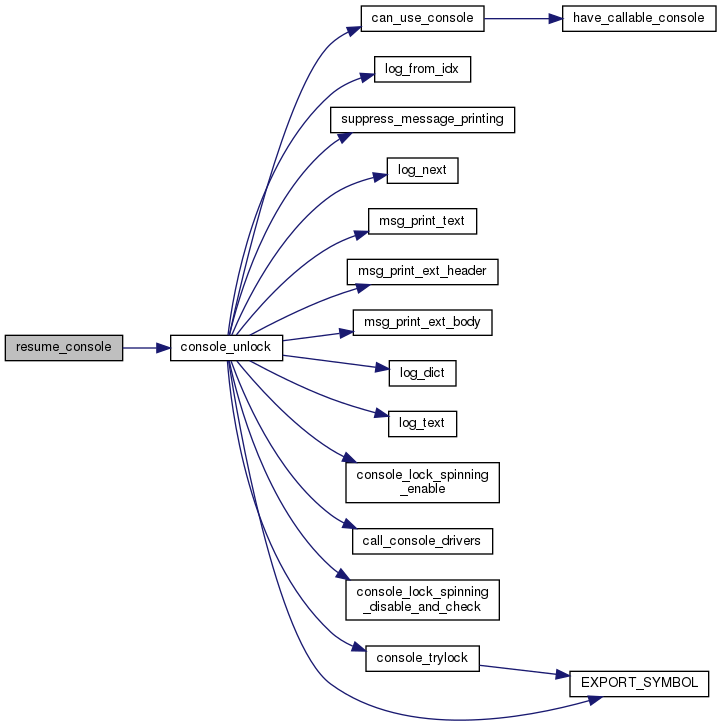 can_use_console
have_callable_console
log_from_idx
suppress_message_printing
log_next
msg_print_text
msg_print_ext_header
msg_print_ext_body
resume_console
console_unlock
log_dict
log_text
console_lock_spinning
_enable
call_console_drivers
console_lock_spinning
_disable_and_check
console_trylock
EXPORT_SYMBOL